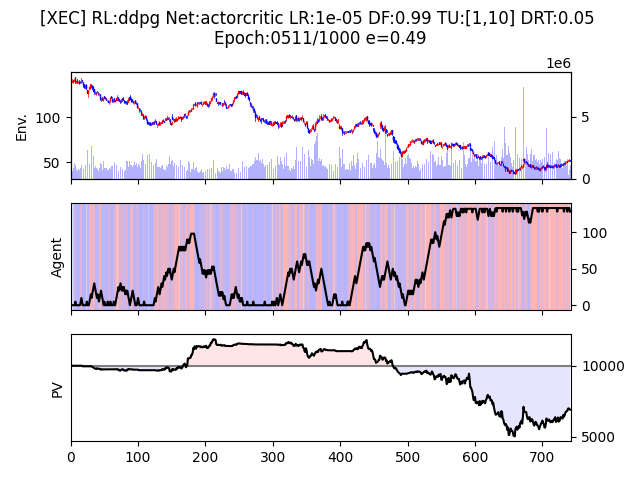 [XEC] RL:ddpg Net:actorcritic LR:1e-05 DF:0.99 TU:[1,10] DRT:0.05
Epoch:0511/1000 e=0.49
1e6
Env.
100
50
5
0
Agent
100
50
0
PV
10000
5000
0 100 200 300 400 500 600 700